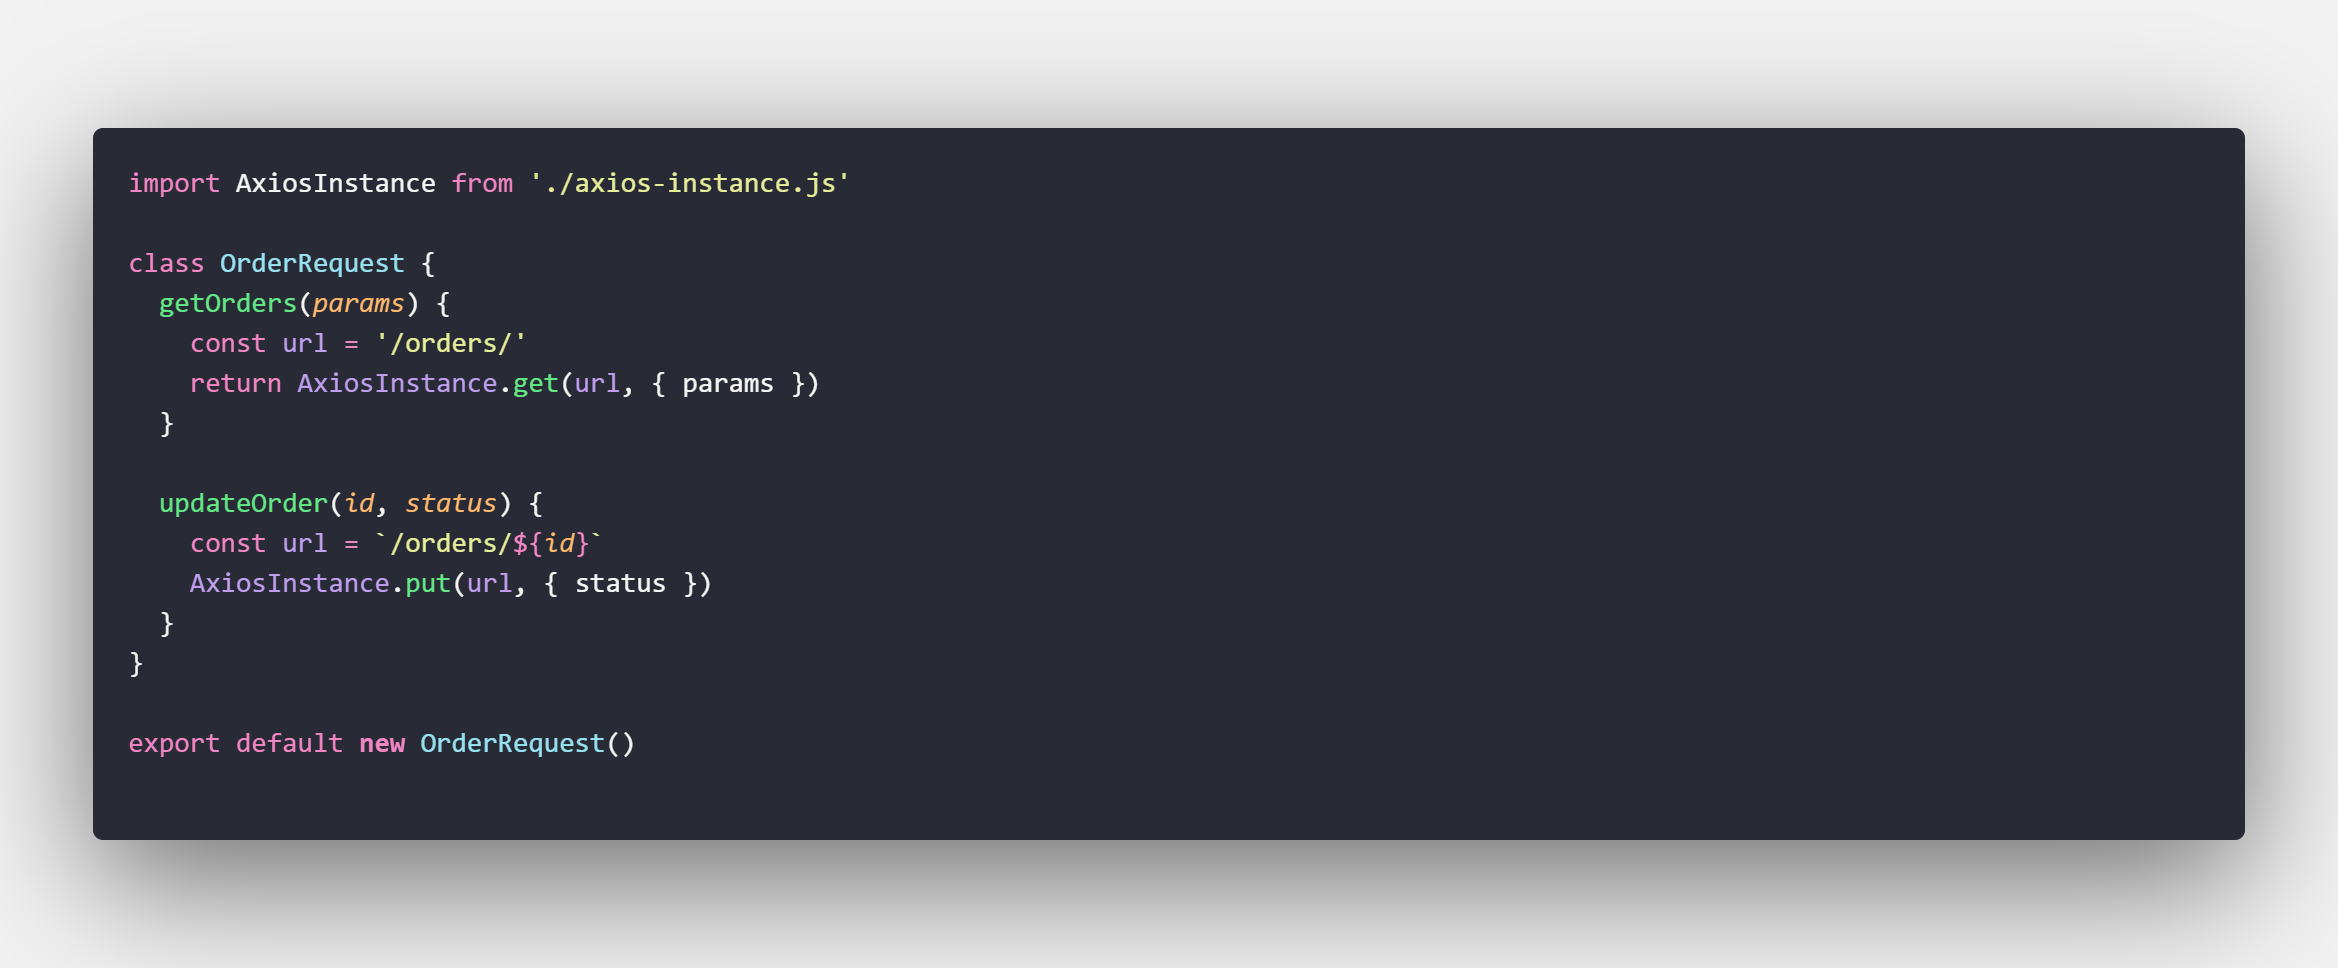 import AxiosInstance from './axios-instance.js'
class OrderRequest {
  getOrders(params) {
    const url = '/orders/'
    return AxiosInstance.get(url, { params })
  }
  updateOrder(id, status) {
    const url = `/orders/${id}`
    AxiosInstance.put(url, { status })
  }
}
export default new OrderRequest()